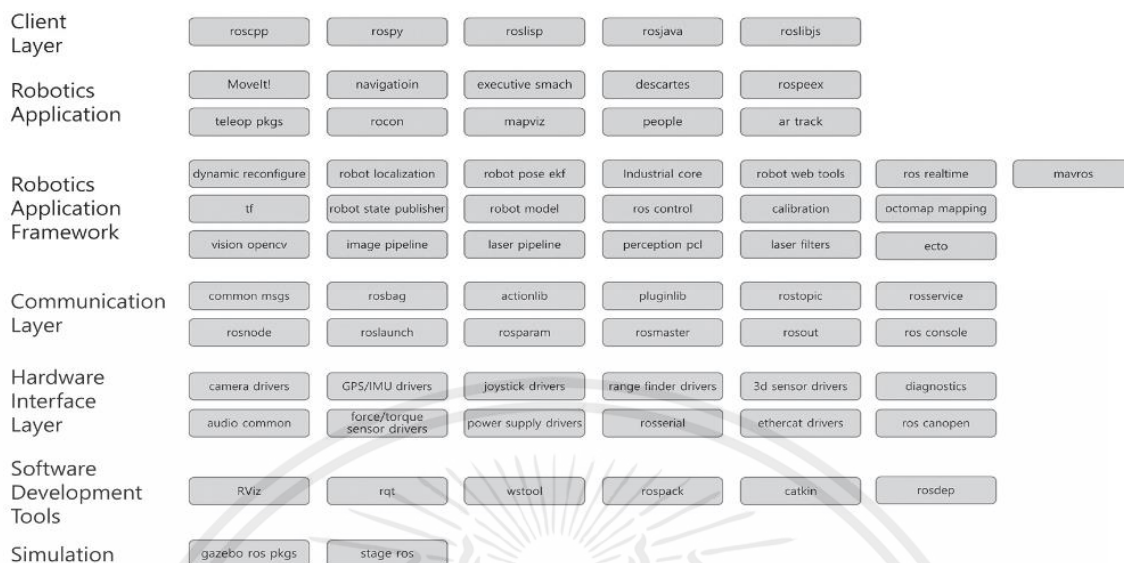 Client
Layer
roscpp rospy roslisp rosjava roslibjs
Robotics
Application
MoveIt! navigatioin executive smach descartes rospeex
teleop pkgs rocon mapviz people ar track
Robotics
Application
Framework
dynamic reconfigure robot localization robot pose ekf Industrial core robot web tools ros realtime mavros
tf robot state publisher robot model ros control calibration octomap mapping
vision opencv image pipeline laser pipeline perception pcl laser filters ecto
Communication
Layer
common msgs rosbag actionlib pluginlib rostopic rosservice
rosnode roslaunch rosparam rosmaster rosout ros console
Hardware
Interface
Layer
camera drivers GPS/IMU drivers joystick drivers range finder drivers 3d sensor drivers diagnostics
audio common force/torque sensor drivers power supply drivers rosserial ethercat drivers ros canopen
Software
Development
Tools
RViz rqt wstool rospack catkin rosdep
Simulation
gazebo ros pkgs stage ros